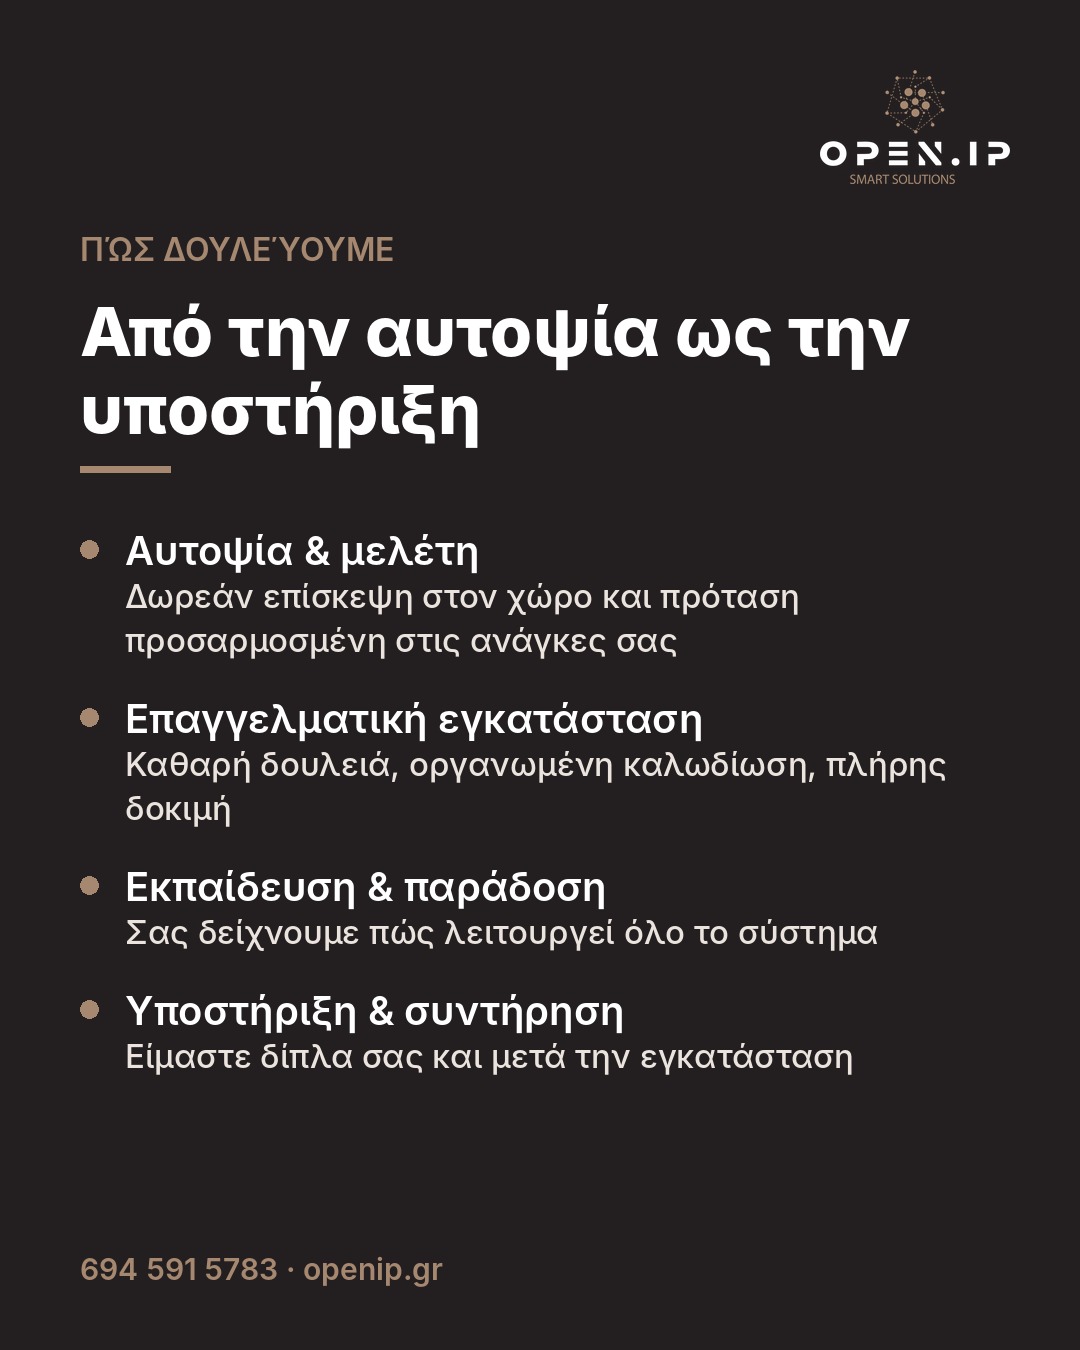 OPEN.IP
SMART SOLUTIONS
ΠΏΣ ΔΟΥΛΕΎΟΥΜΕ
Από την αυτοψία ως την
υποστήριξη
Αυτοψία & μελέτη
Δωρεάν επίσκεψη στον χώρο και πρόταση
προσαρμοσμένη στις ανάγκες σας
Επαγγελματική εγκατάσταση
Καθαρή δουλειά, οργανωμένη καλωδίωση, πλήρης
δοκιμή
Εκπαίδευση & παράδοση
Σας δείχνουμε πώς λειτουργεί όλο το σύστημα
Υποστήριξη & συντήρηση
Είμαστε δίπλα σας και μετά την εγκατάσταση
694 591 5783 · openip.gr